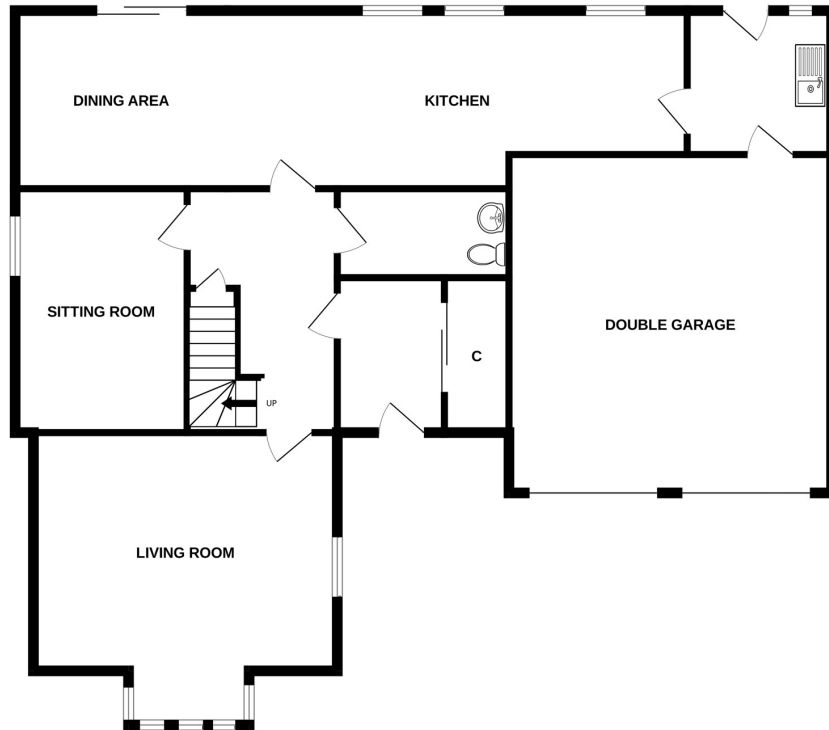 DINING AREA
KITCHEN
SITTING ROOM
DOUBLE GARAGE
C
UP
LIVING ROOM